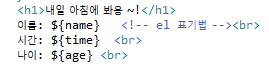 <h1>내일 아침에 봐용 ~!</h1>
이름: ${name}   <!-- el 표기법 --><br>
시간: ${time}  <br>
나이: ${age} <br>